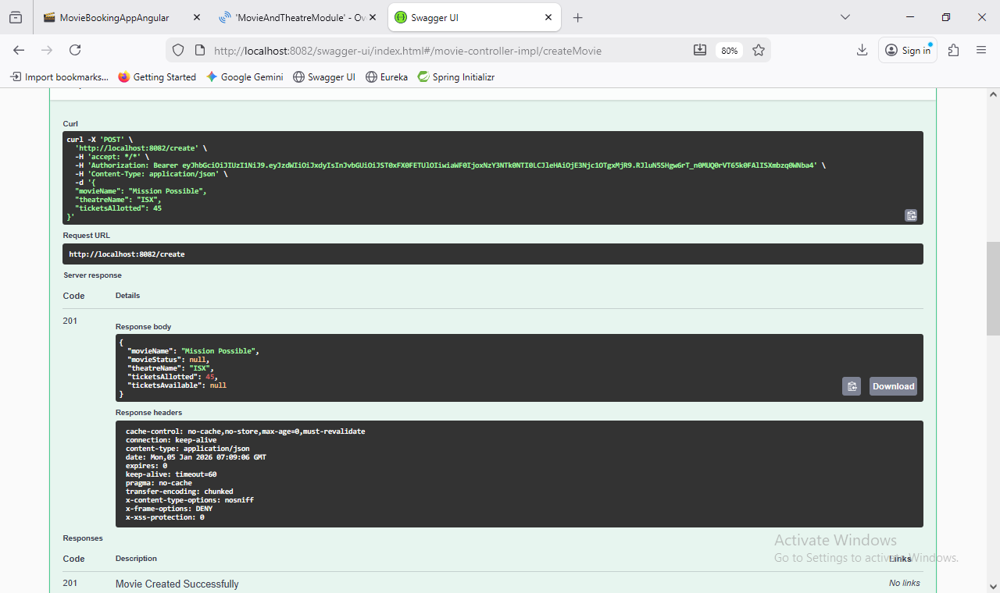 MovieBookingAppAngular
'MovieAndTheatreModule' - Ov
Swagger UI
http://localhost:8082/swagger-ui/index.html#/movie-controller-impl/createMovie
80%
Sign in
Import bookmarks...
Getting Started
Google Gemini
Swagger UI
Eureka
Spring Initializr
Curl
curl -X 'POST' \
'http://localhost:8082/create' \
-H 'accept: */*' \
-H 'Content-Type: application/json' \
-d '{
"movieName": "Mission Possible",
"theatreName": "ISX",
"ticketsAllotted": 45
}'
Request URL
http://localhost:8082/create
Server response
Code Details
201
Response body
{
"movieName": "Mission Possible",
"movieStatus": null,
"theatreName": "ISX",
"ticketsAllotted": 45,
"ticketsAvailable": null
}
Download
Response headers
cache-control: no-cache,no-store,max-age=0,must-revalidate
connection: keep-alive
content-type: application/json
date: Mon,05 Jan 2026 07:09:06 GMT
expires: 0
keep-alive: timeout=60
pragma: no-cache
transfer-encoding: chunked
x-content-type-options: nosniff
x-frame-options: DENY
x-xss-protection: 0
Responses
Code Description Links
201 Movie Created Successfully No links
Activate Windows
Go to Settings to activate Windows.